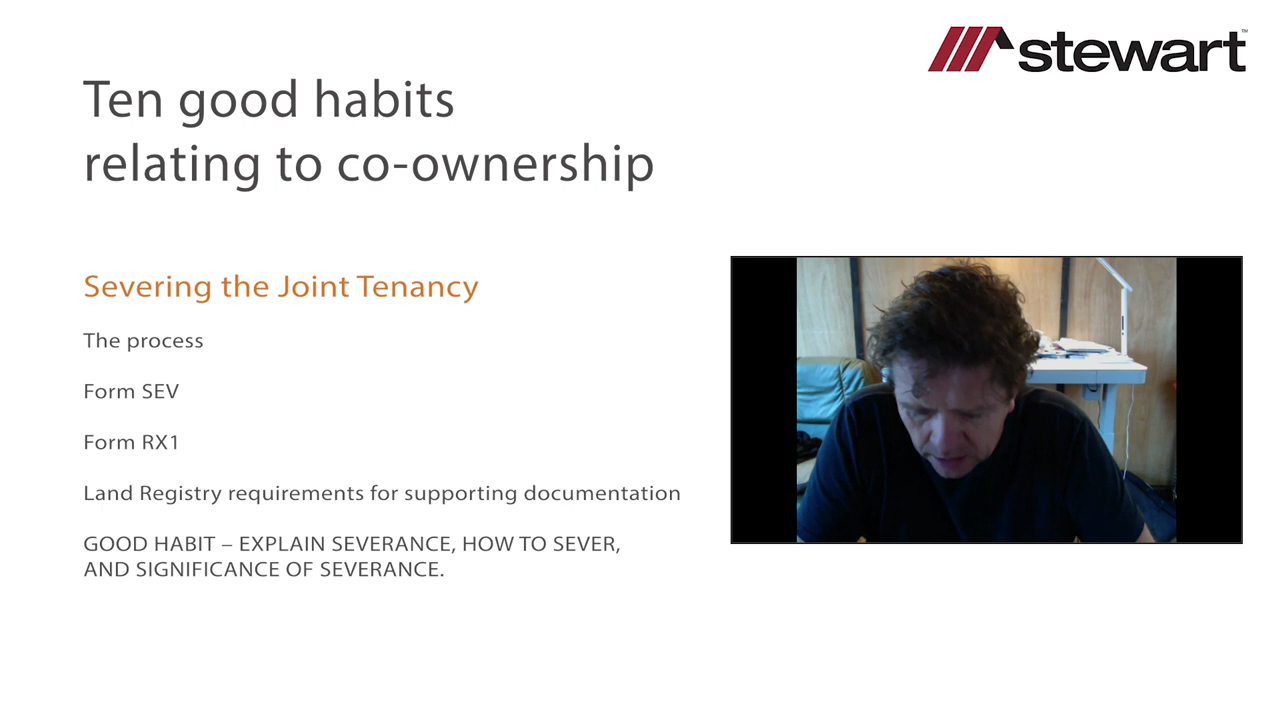 stewart™
Ten good habits
relating to co-ownership
Severing the Joint Tenancy
The process
Form SEV
Form RX1
Land Registry requirements for supporting documentation
GOOD HABIT – EXPLAIN SEVERANCE, HOW TO SEVER,
AND SIGNIFICANCE OF SEVERANCE.